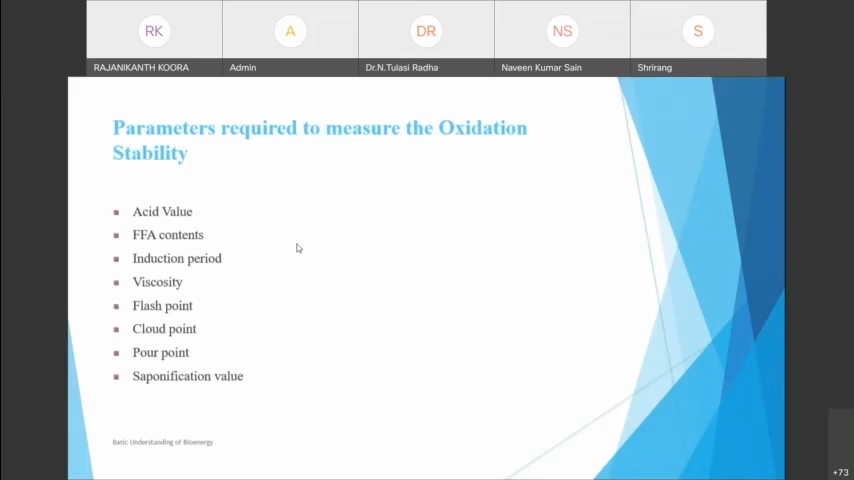 RK
A
DR
NS
S
RAJANIKANTH KOORA
Admin
Dr.N.Tulasi Radha
Naveen Kumar Sain
Shrirang
Parameters required to measure the Oxidation
Stability
Acid Value
FFA contents
Induction period
Viscosity
Flash point
Cloud point
Pour point
Saponification value
Basic Understanding of Bioenergy
+73